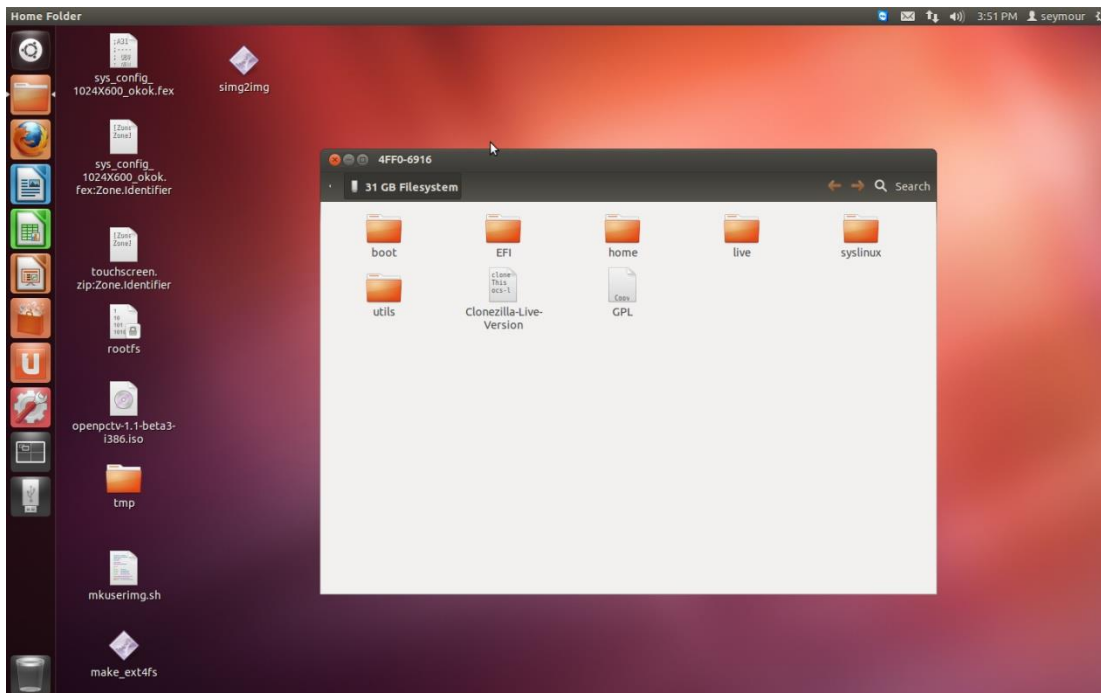 Home Folder
3:51 PM seymour
sys_config_
1024X600_okok.fex
simg2img
sys_config_
1024X600_okok.
fex:Zone.Identifier
touchscreen.
zip:Zone.Identifier
rootfs
openpctv-1.1-beta3-
i386.iso
tmp
mkuserimg.sh
make_ext4fs
4FF0-6916
31 GB Filesystem
Search
boot
EFI
home
live
syslinux
utils
Clonezilla-Live-
Version
GPL